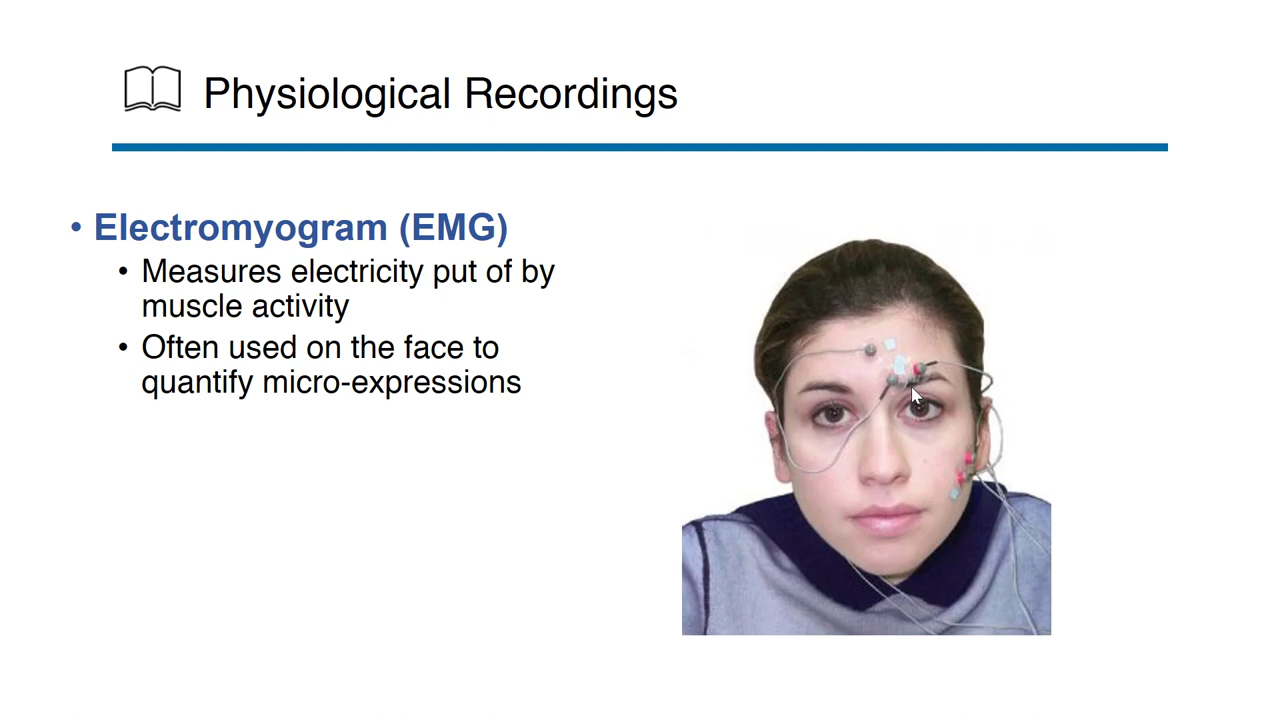 Physiological Recordings
• Electromyogram (EMG)
• Measures electricity put of by
muscle activity
• Often used on the face to
quantify micro-expressions